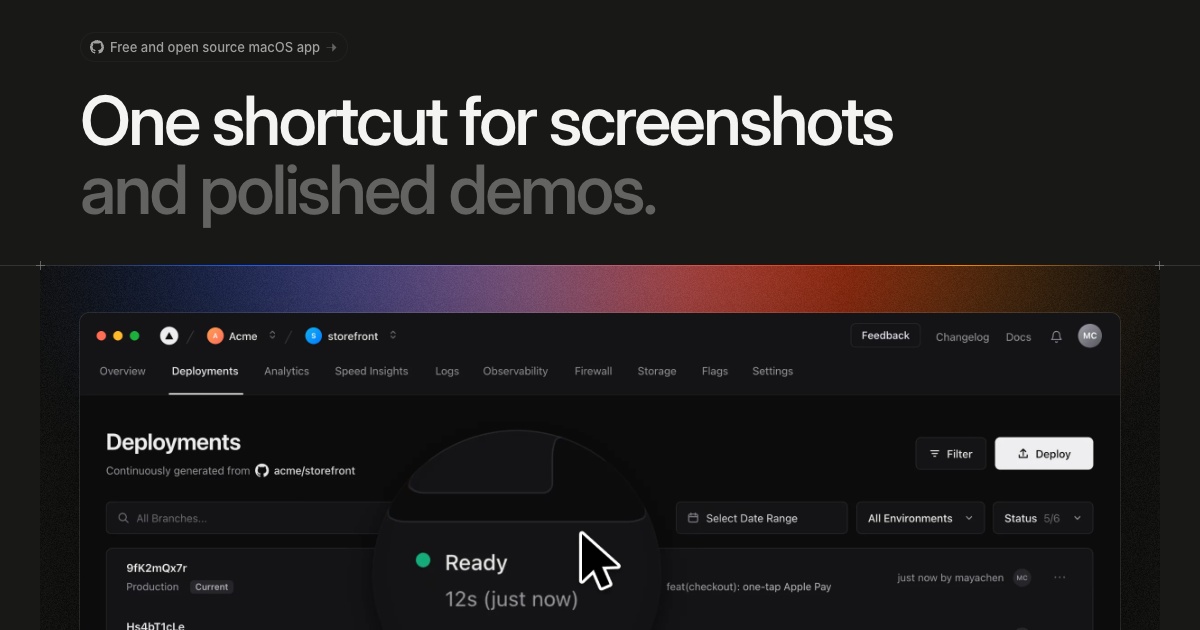 Free and open source macOS app →
One shortcut for screenshots
and polished demos.
A Acme / S storefront
Feedback Changelog Docs MC
Overview Deployments Analytics Speed Insights Logs Observability Firewall Storage Flags Settings
Deployments
Continuously generated from acme/storefront
Filter Deploy
All Branches... Select Date Range All Environments Status 5/6
9fK2mQx7r
Production Current
Ready
12s (just now)
feat(checkout): one-tap Apple Pay
just now by mayachen MC ...
Hs4bT1cLe